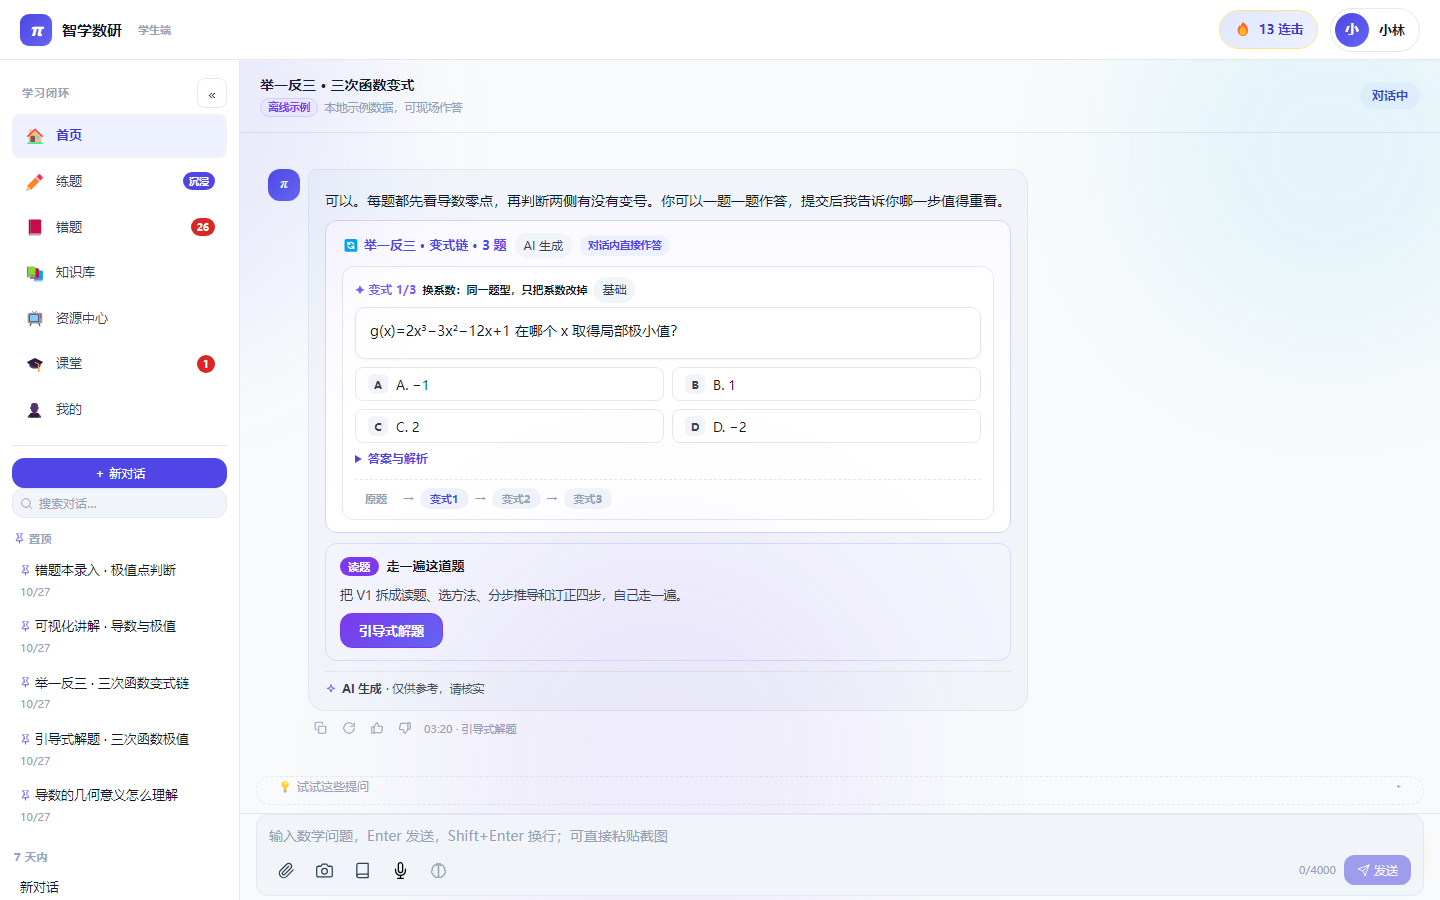 π 智学数研 学生端
13 连击
小 小林
学习闭环
«
首页
练题 沉浸
错题 26
知识库
资源中心
课堂 1
我的
+ 新对话
搜索对话...
置顶
错题本录入 · 极值点判断
10/27
可视化讲解 · 导数与极值
10/27
举一反三 · 三次函数变式链
10/27
引导式解题 · 三次函数极值
10/27
导数的几何意义怎么理解
10/27
7 天内
新对话
举一反三 • 三次函数变式
离线示例 本地示例数据，可现场作答
对话中
π
可以。每题都先看导数零点，再判断两侧有没有变号。你可以一题一题作答，提交后我告诉你哪一步值得重看。
举一反三 • 变式链 • 3 题 AI 生成 对话内直接作答
✦ 变式 1/3 换系数：同一题型，只把系数改掉 基础
g(x)=2x³−3x²−12x+1 在哪个 x 取得局部极小值？
A A. −1
B B. 1
C C. 2
D D. −2
▶ 答案与解析
原题 → 变式1 → 变式2 → 变式3
读题 走一遍这道题
把 V1 拆成读题、选方法、分步推导和订正四步，自己走一遍。
引导式解题
AI 生成 · 仅供参考，请核实
03:20 · 引导式解题
试试这些提问
输入数学问题，Enter 发送，Shift+Enter 换行；可直接粘贴截图
0/4000 发送